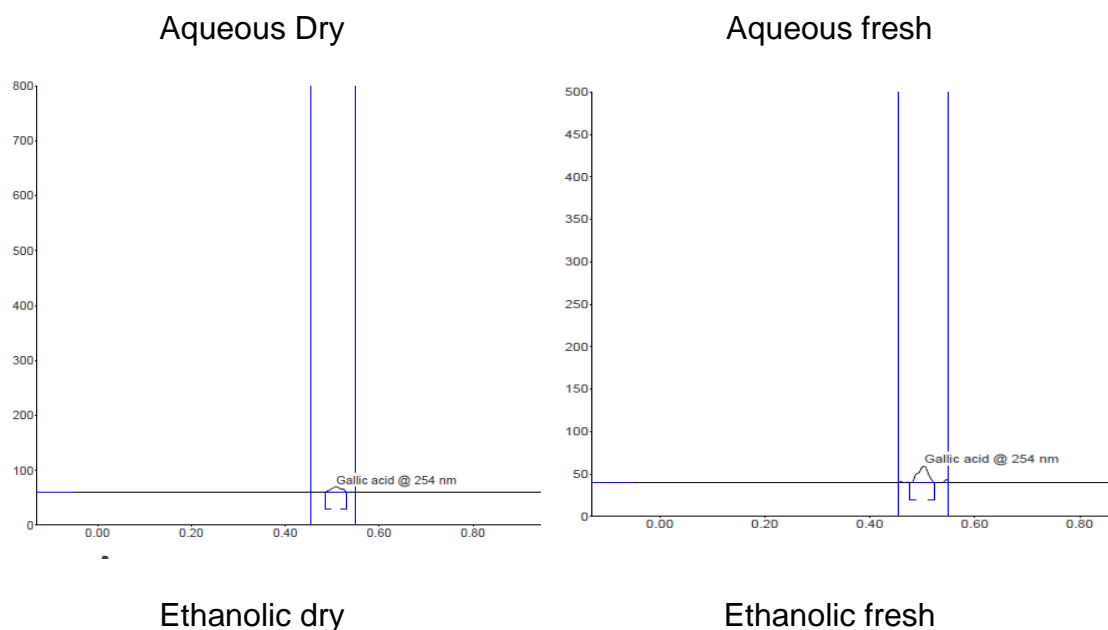 Aqueous Dry
Aqueous fresh
800
700
600
500
400
300
200
100
0
Gallic acid @ 254 nm
0.00 0.20 0.40 0.60 0.80
500
450
400
350
300
250
200
150
100
50
0
Gallic acid @ 254 nm
0.00 0.20 0.40 0.60 0.80
Ethanolic dry
Ethanolic fresh